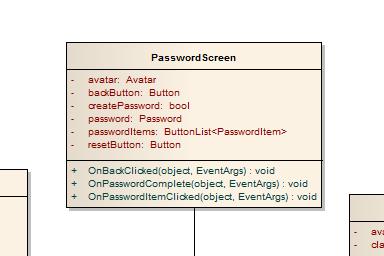 PasswordScreen
- avatar: Avatar
- backButton: Button
- createPassword: bool
- password: Password
- passwordItems: ButtonList<PasswordItem>
- resetButton: Button
+ OnBackClicked(object, EventArgs) : void
+ OnPasswordComplete(object, EventArgs) : void
+ OnPasswordItemClicked(object, EventArgs) : void
- ava
- cla